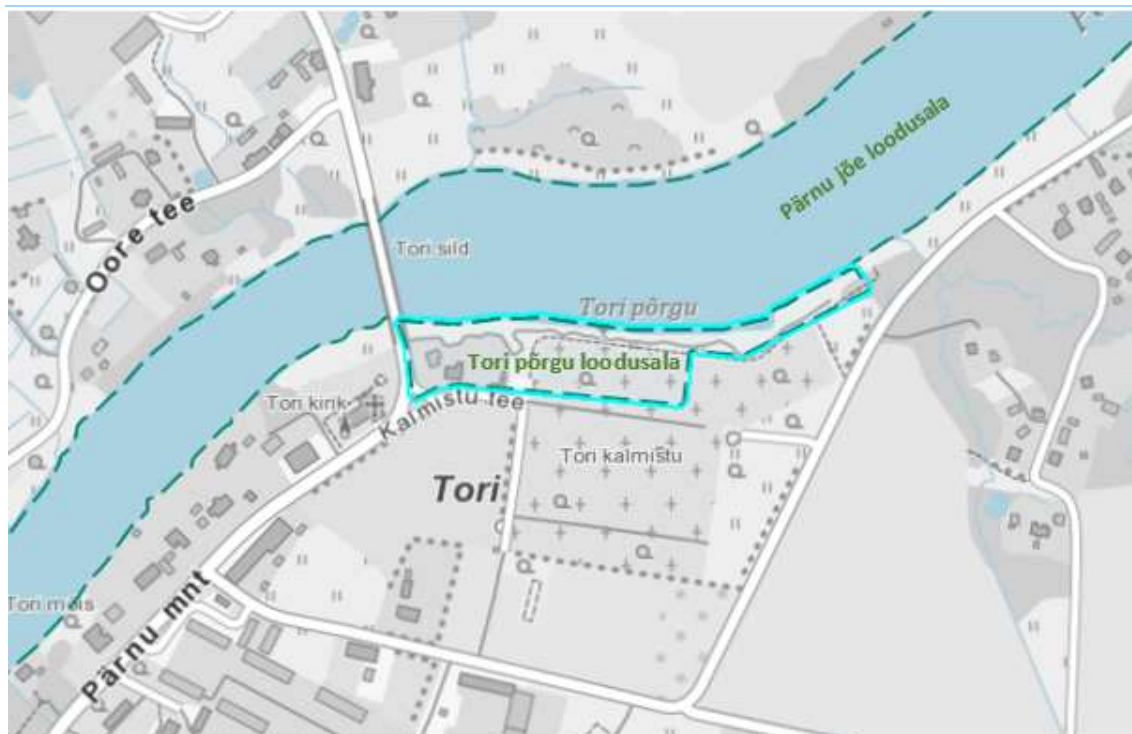 Pärnu jõe loodusala
Oore tee
Tori sild
Tori põrgu
Tori põrgu loodusala
Tori kirik
Kalmistu tee
Tori kalmistu
Tori
Tori mõis
Pärnu mnt